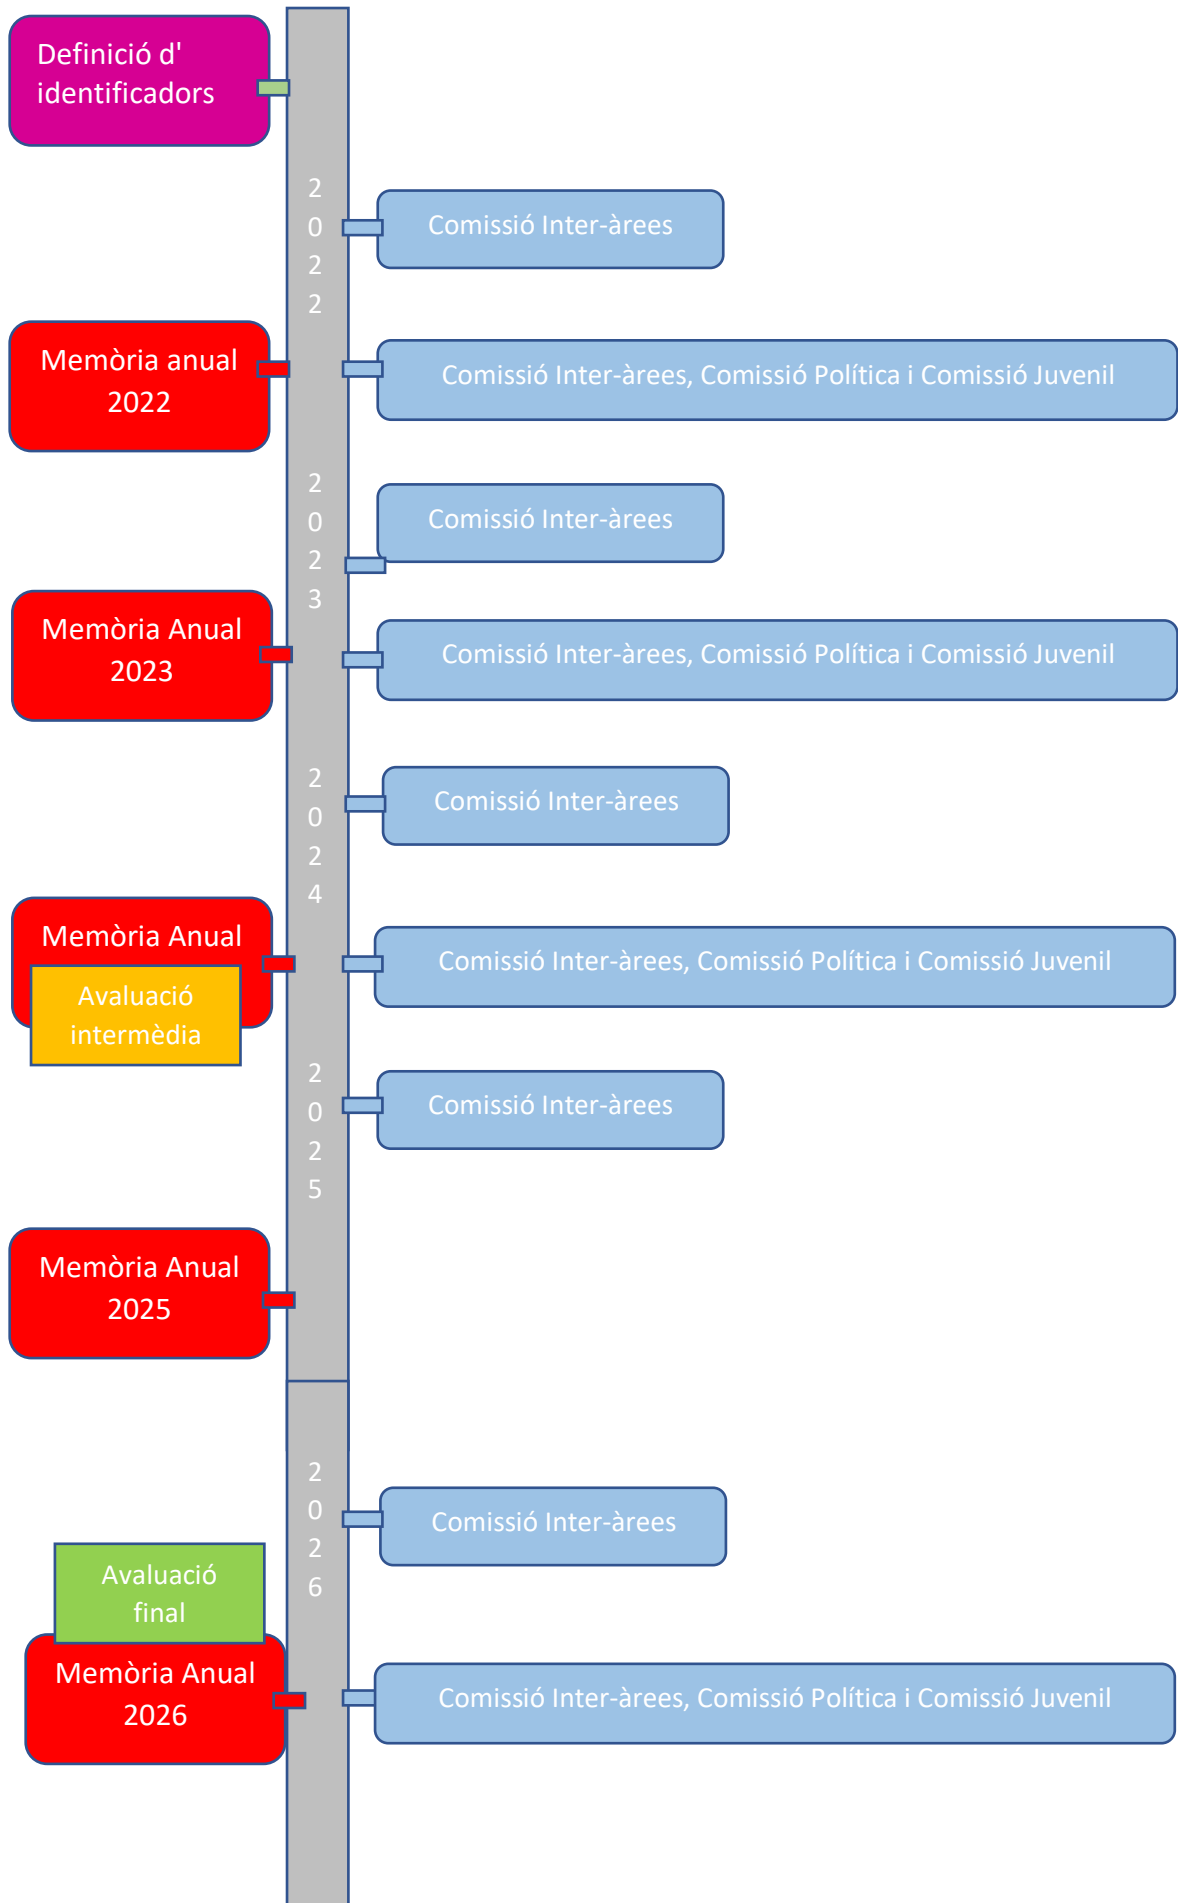 Definició d'
identificadors
2
0
2
2
Comissió Inter-àrees
Memòria anual
2022
Comissió Inter-àrees, Comissió Política i Comissió Juvenil
2
0
2
3
Comissió Inter-àrees
Memòria Anual
2023
Comissió Inter-àrees, Comissió Política i Comissió Juvenil
2
0
2
4
Comissió Inter-àrees
Memòria Anual
Avaluació
intermèdia
Comissió Inter-àrees, Comissió Política i Comissió Juvenil
2
0
2
5
Comissió Inter-àrees
Memòria Anual
2025
2
0
2
6
Comissió Inter-àrees
Avaluació
final
Memòria Anual
2026
Comissió Inter-àrees, Comissió Política i Comissió Juvenil